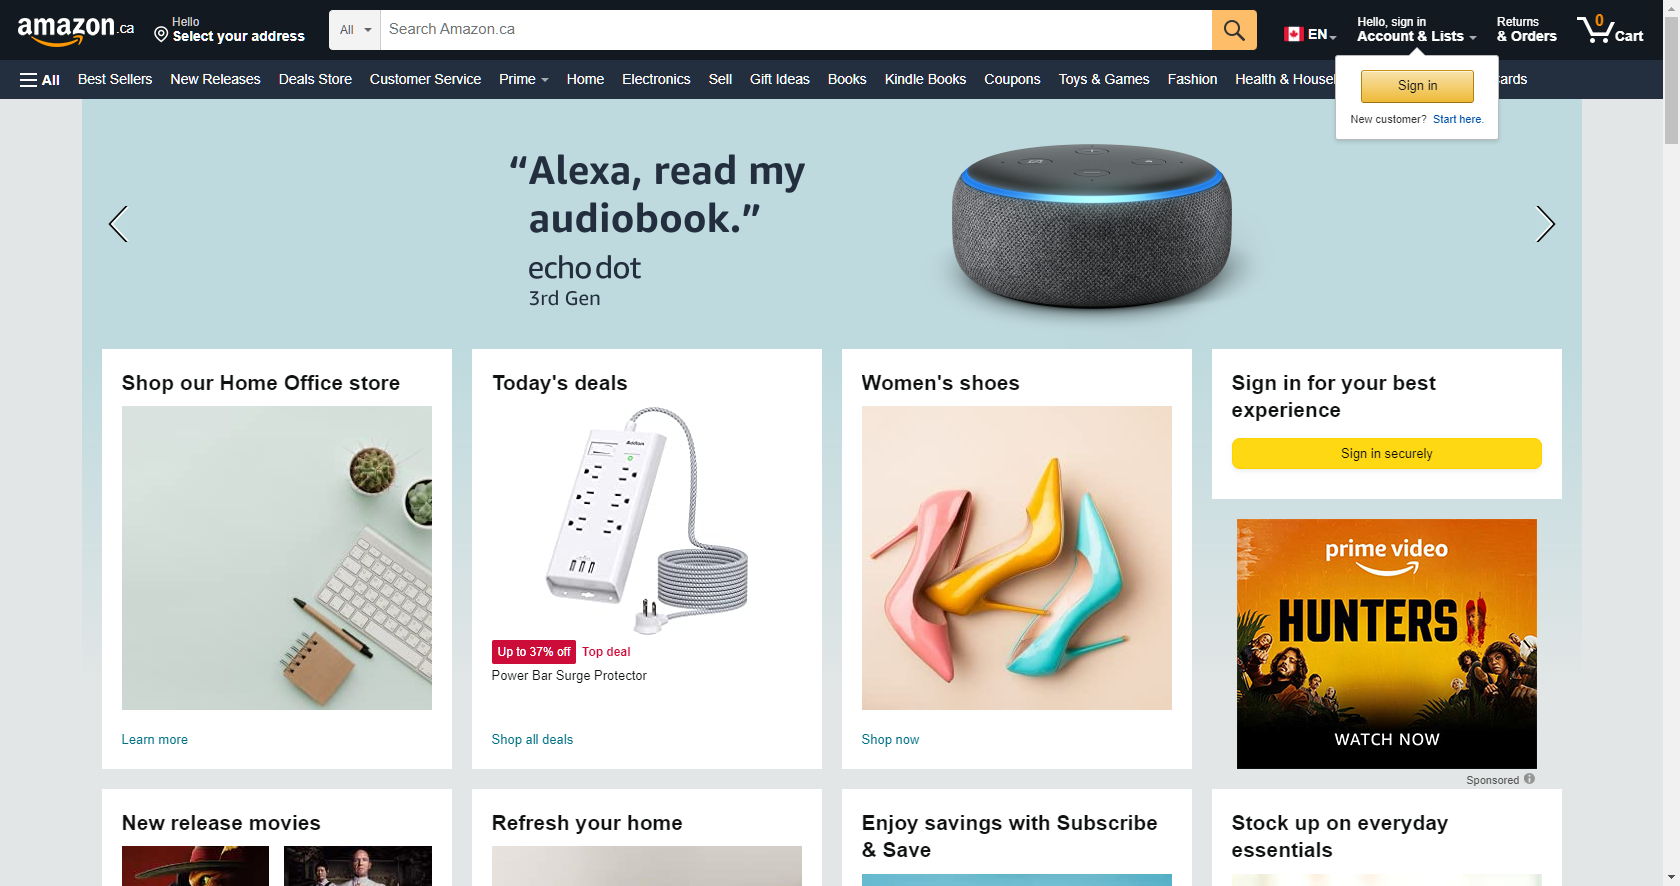 amazon.ca
Hello
Select your address
All
Search Amazon.ca
EN
Hello, sign in
Account & Lists
Returns
& Orders
0
Cart
All
Best Sellers
New Releases
Deals Store
Customer Service
Prime
Home
Electronics
Sell
Gift Ideas
Books
Kindle Books
Coupons
Toys & Games
Fashion
Health & Househ
ards
Sign in
New customer? Start here.
“Alexa, read my
audiobook.”
echo dot
3rd Gen
Shop our Home Office store
Learn more
Today's deals
Up to 37% off Top deal
Power Bar Surge Protector
Shop all deals
Women's shoes
Shop now
Sign in for your best
experience
Sign in securely
prime video
HUNTERS
WATCH NOW
Sponsored
New release movies
Refresh your home
Enjoy savings with Subscribe
& Save
Stock up on everyday
essentials